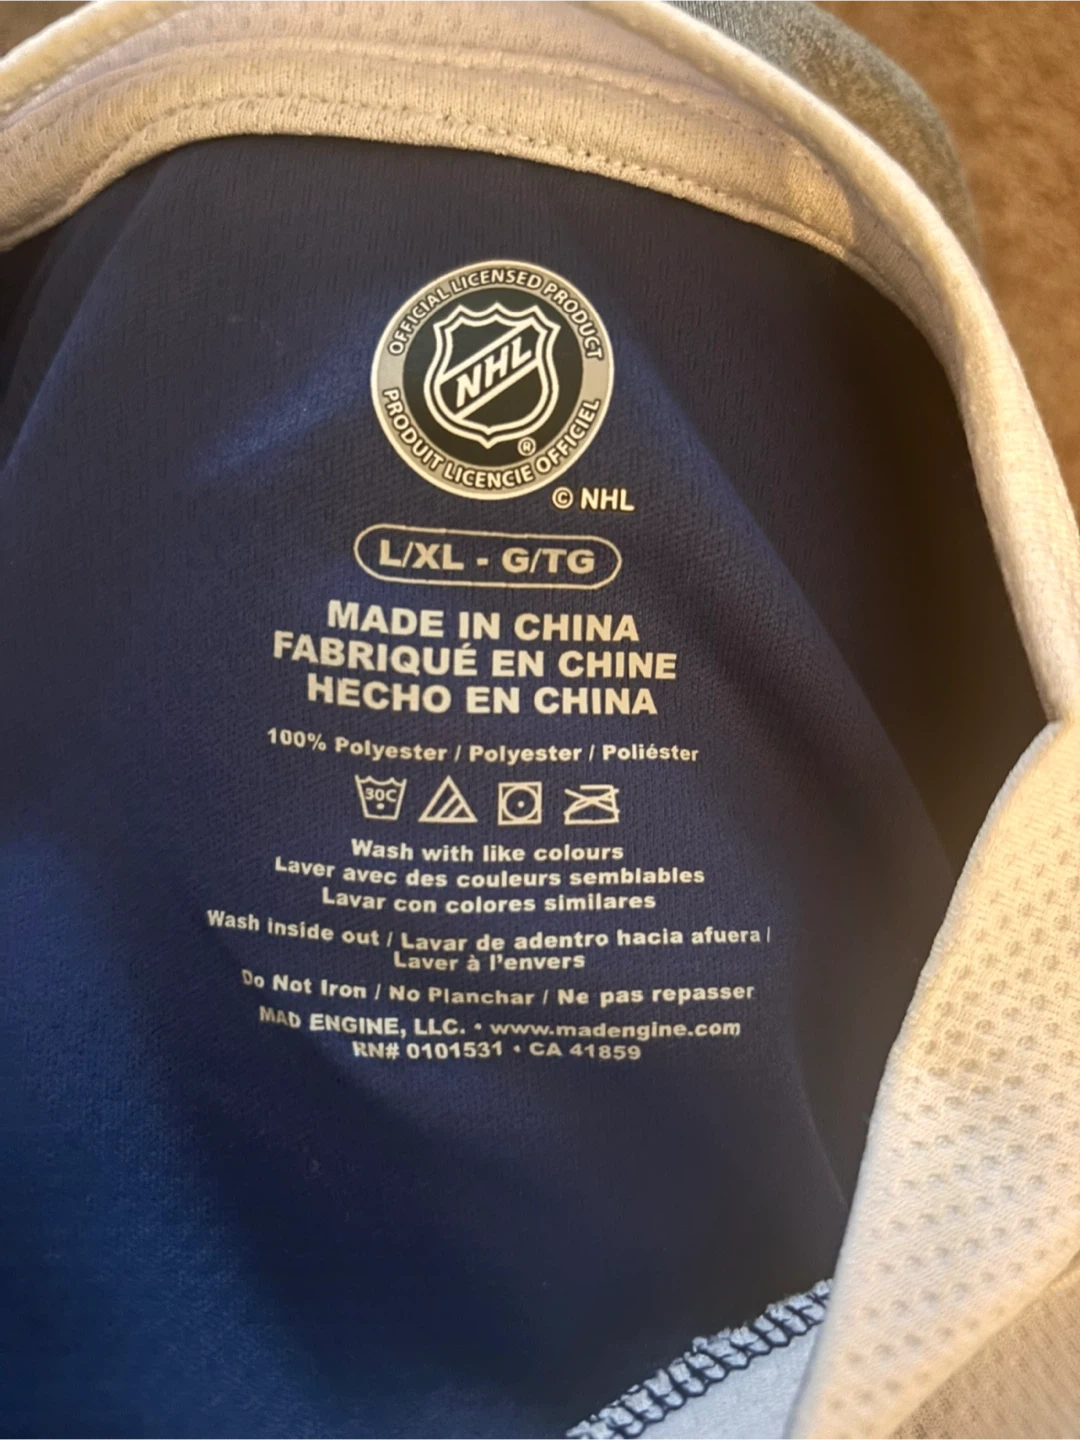 OFFICIAL LICENSED PRODUCT
NHL
®
PRODUIT LICENCIE OFFICIEL
© NHL
L/XL - G/TG
MADE IN CHINA
FABRIQUÉ EN CHINE
HECHO EN CHINA
100% Polyester / Polyester / Poliéster
30C
Wash with like colours
Laver avec des couleurs semblables
Lavar con colores similares
Wash inside out / Lavar de adentro hacia afuera /
Laver à l'envers
Do Not Iron / No Planchar / Ne pas repasser
MAD ENGINE, LLC. • www.madengine.com
RN# 0101531 • CA 41859